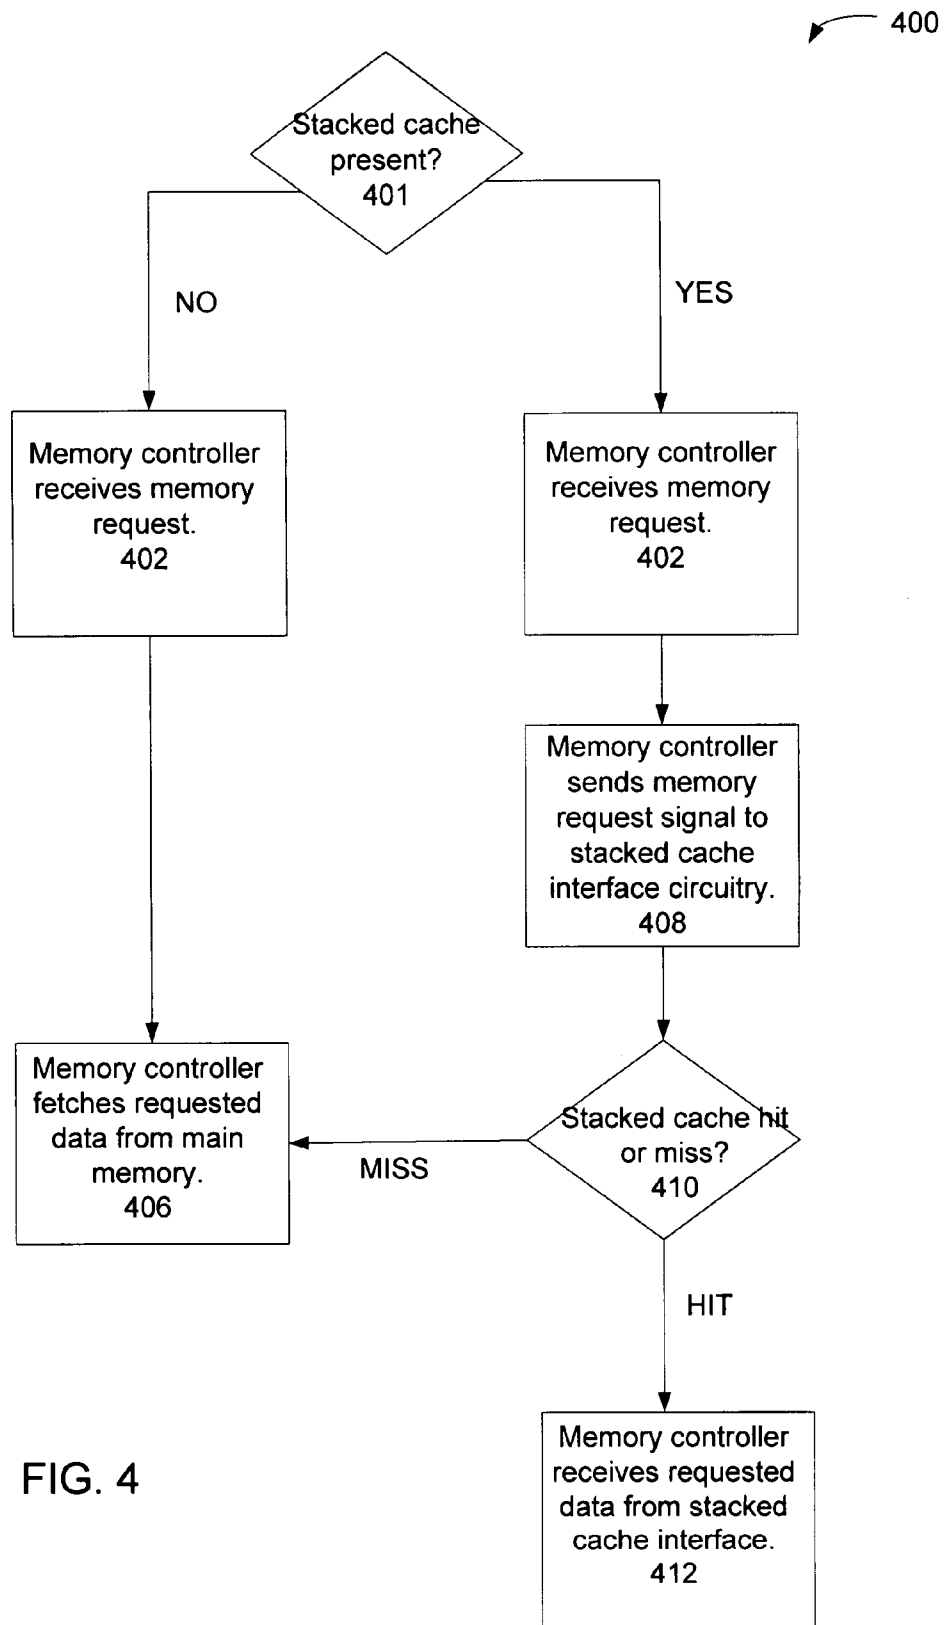 400
Stacked cache
present?
401
NO
YES
Memory controller
receives memory
request.
402
Memory controller
receives memory
request.
402
Memory controller
sends memory
request signal to
stacked cache
interface circuitry.
408
Memory controller
fetches requested
data from main
memory.
406
MISS
Stacked cache hit
or miss?
410
HIT
Memory controller
receives requested
data from stacked
cache interface.
412
FIG. 4